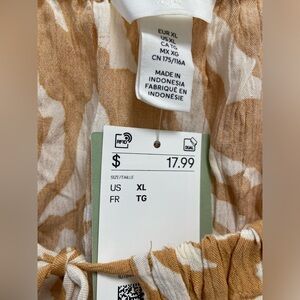 EUR XL
US XL
CA TG
MX XG
CN 175/116A
MADE IN
INDONESIA
FABRIQUÉ EN
INDONÉSIE
RFID
DUAL
$ 17.99
SIZE/TAILLE
US XL
FR TG